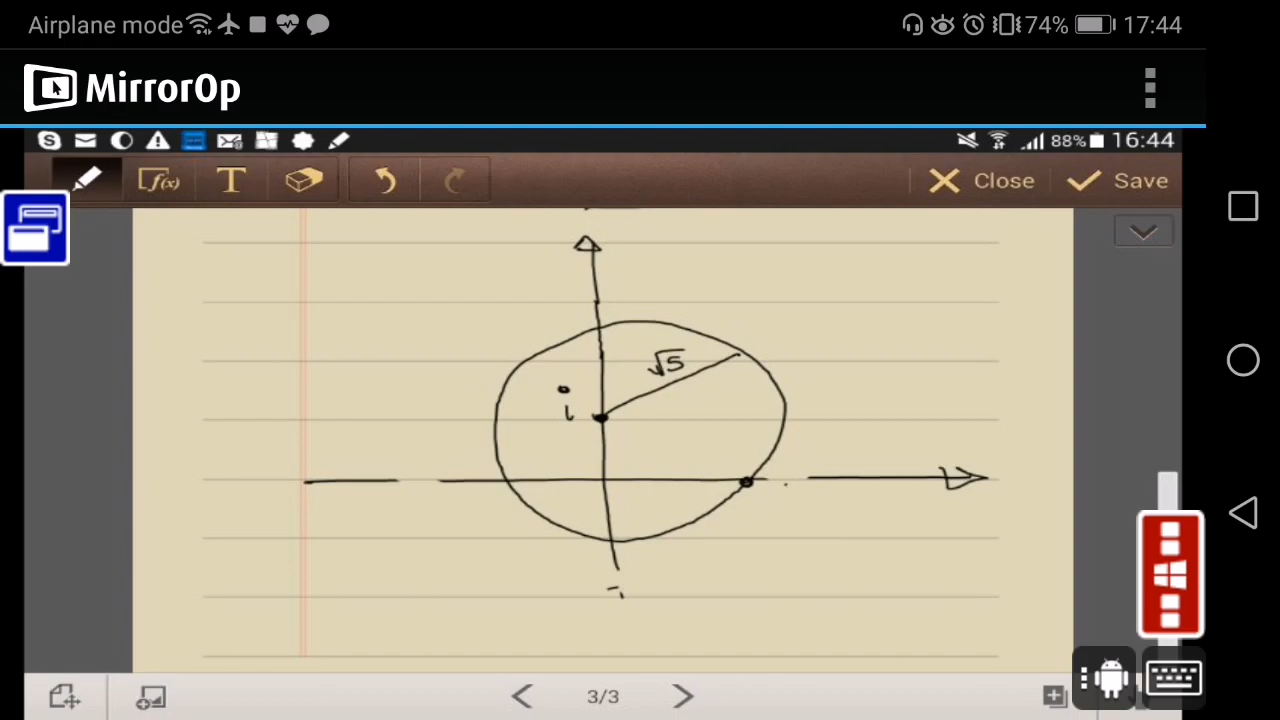 Airplane mode 74% 17:44
MirrorOp
88% 16:44
f(x) T Close Save
√5
i
3/3